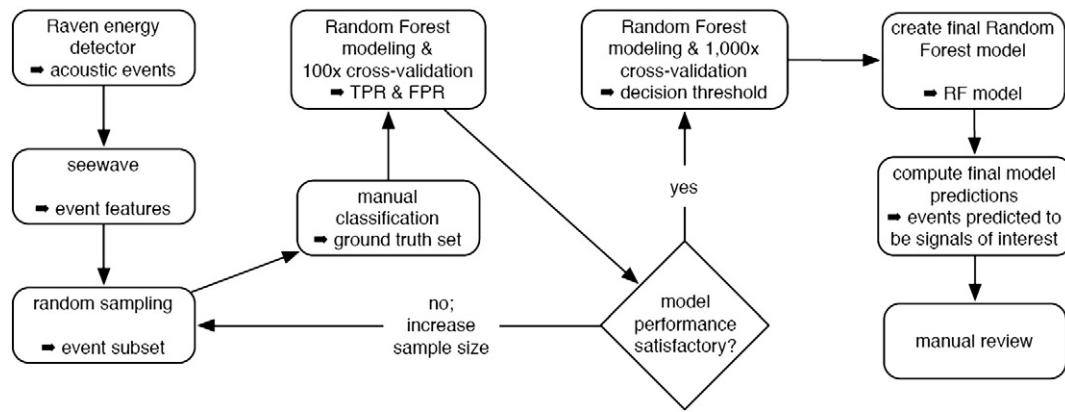 Raven energy
detector
➡ acoustic events
seewave
➡ event features
random sampling
➡ event subset
manual
classification
➡ ground truth set
Random Forest
modeling &
100x cross-validation
➡ TPR & FPR
model
performance
satisfactory?
no;
increase
sample size
yes
Random Forest
modeling & 1,000x
cross-validation
➡ decision threshold
create final Random
Forest model
➡ RF model
compute final model
predictions
➡ events predicted to
be signals of interest
manual review